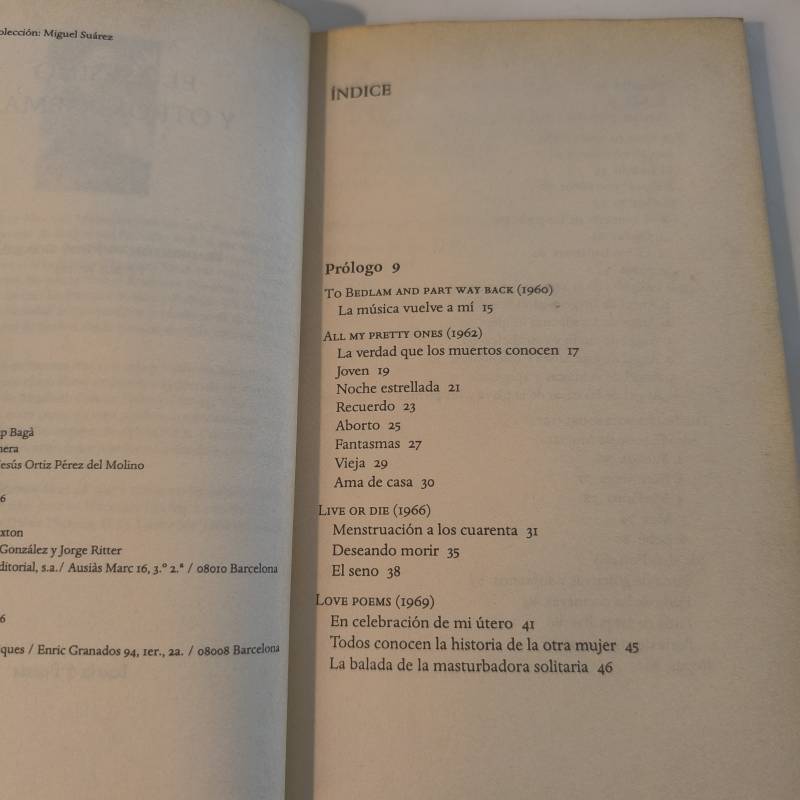 olección: Miguel Suárez
p Bagà
nera
esús Ortiz Pérez del Molino
6
xton
González y Jorge Ritter
ditorial, s.a./ Ausiàs Marc 16, 3.º 2.ª / 08010 Barcelona
6
ques / Enric Granados 94, 1er., 2a. / 08008 Barcelona
ÍNDICE
Prólogo 9
To Bedlam and part way back (1960)
La música vuelve a mí 15
All my pretty ones (1962)
La verdad que los muertos conocen 17
Joven 19
Noche estrellada 21
Recuerdo 23
Aborto 25
Fantasmas 27
Vieja 29
Ama de casa 30
Live or die (1966)
Menstruación a los cuarenta 31
Deseando morir 35
El seno 38
Love poems (1969)
En celebración de mi útero 41
Todos conocen la historia de la otra mujer 45
La balada de la masturbadora solitaria 46